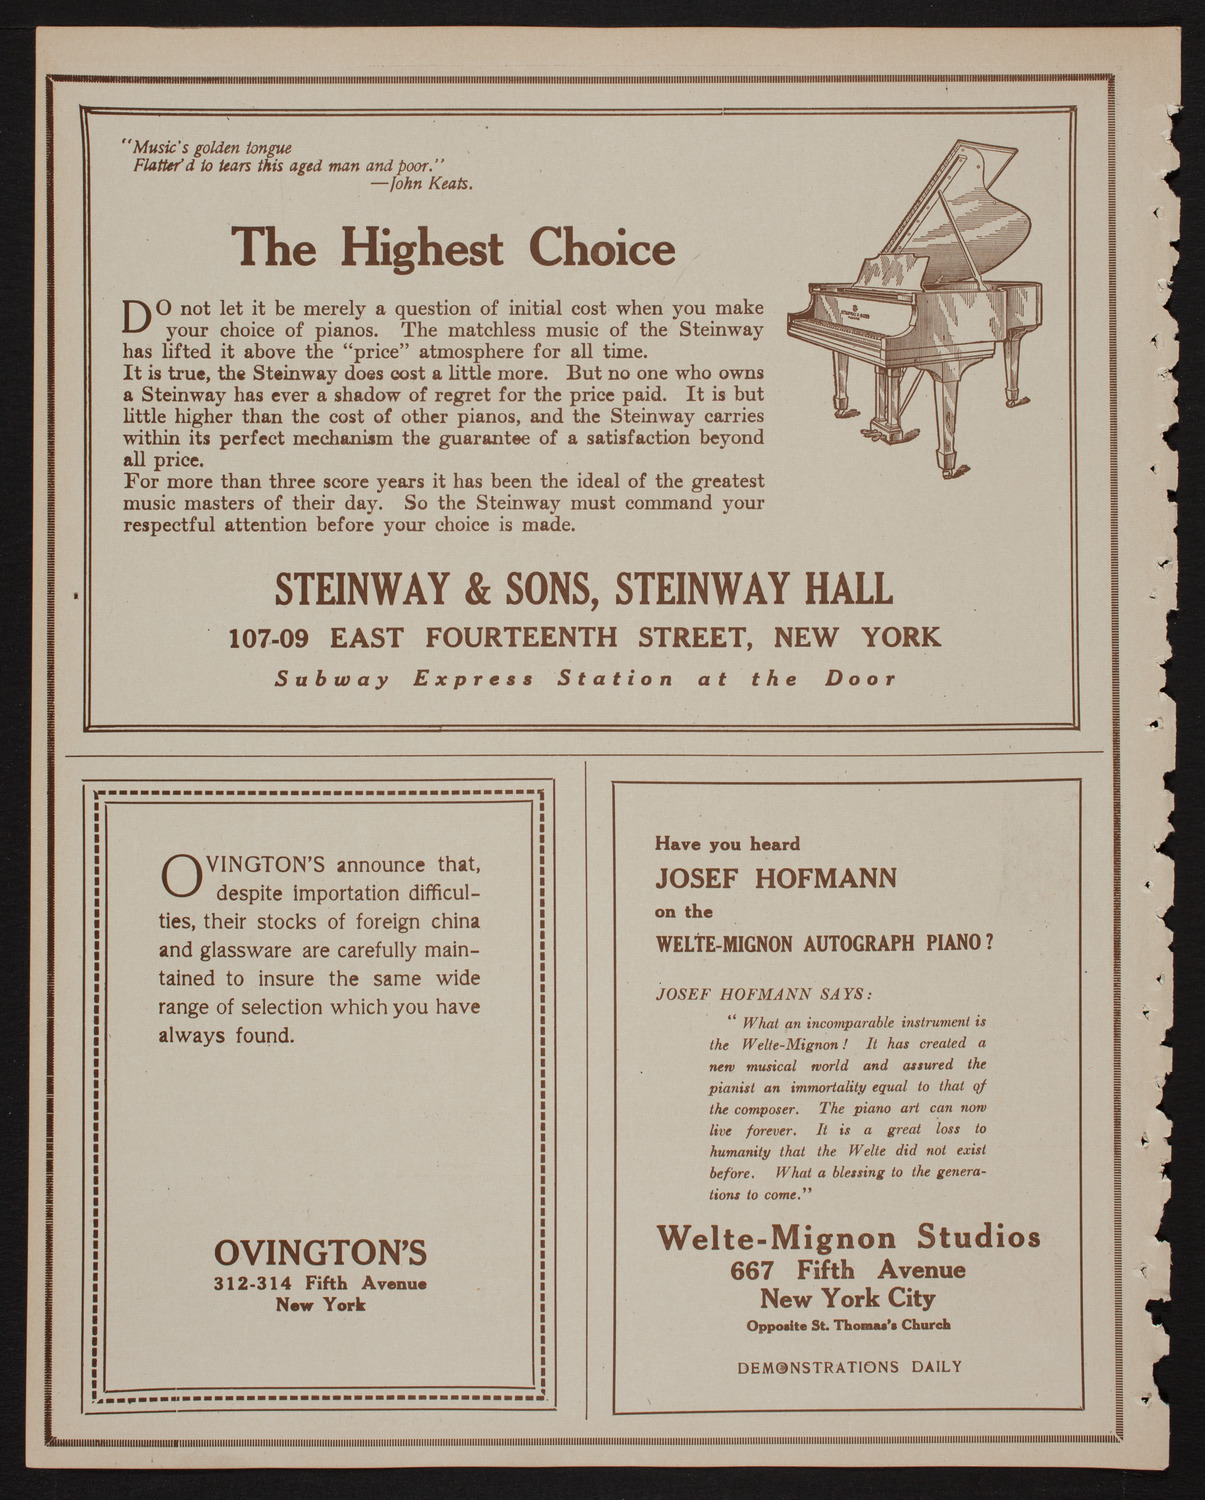 "Music's golden tongue
Flatter'd to tears this aged man and poor."
—John Keats.
The Highest Choice
DO not let it be merely a question of initial cost when you make
your choice of pianos. The matchless music of the Steinway
has lifted it above the "price" atmosphere for all time.
It is true, the Steinway does cost a little more. But no one who owns
a Steinway has ever a shadow of regret for the price paid. It is but
little higher than the cost of other pianos, and the Steinway carries
within its perfect mechanism the guarantee of a satisfaction beyond
all price.
For more than three score years it has been the ideal of the greatest
music masters of their day. So the Steinway must command your
respectful attention before your choice is made.
STEINWAY & SONS, STEINWAY HALL
107-09 EAST FOURTEENTH STREET, NEW YORK
Subway Express Station at the Door
OVINGTON'S announce that,
despite importation difficul-
ties, their stocks of foreign china
and glassware are carefully main-
tained to insure the same wide
range of selection which you have
always found.
OVINGTON'S
312-314 Fifth Avenue
New York
Have you heard
JOSEF HOFMANN
on the
WELTE-MIGNON AUTOGRAPH PIANO?
JOSEF HOFMANN SAYS:
"What an incomparable instrument is
the Welte-Mignon! It has created a
new musical world and assured the
pianist an immortality equal to that of
the composer. The piano art can now
live forever. It is a great loss to
humanity that the Welte did not exist
before. What a blessing to the genera-
tions to come."
Welte-Mignon Studios
667 Fifth Avenue
New York City
Opposite St. Thomas's Church
DEMONSTRATIONS DAILY